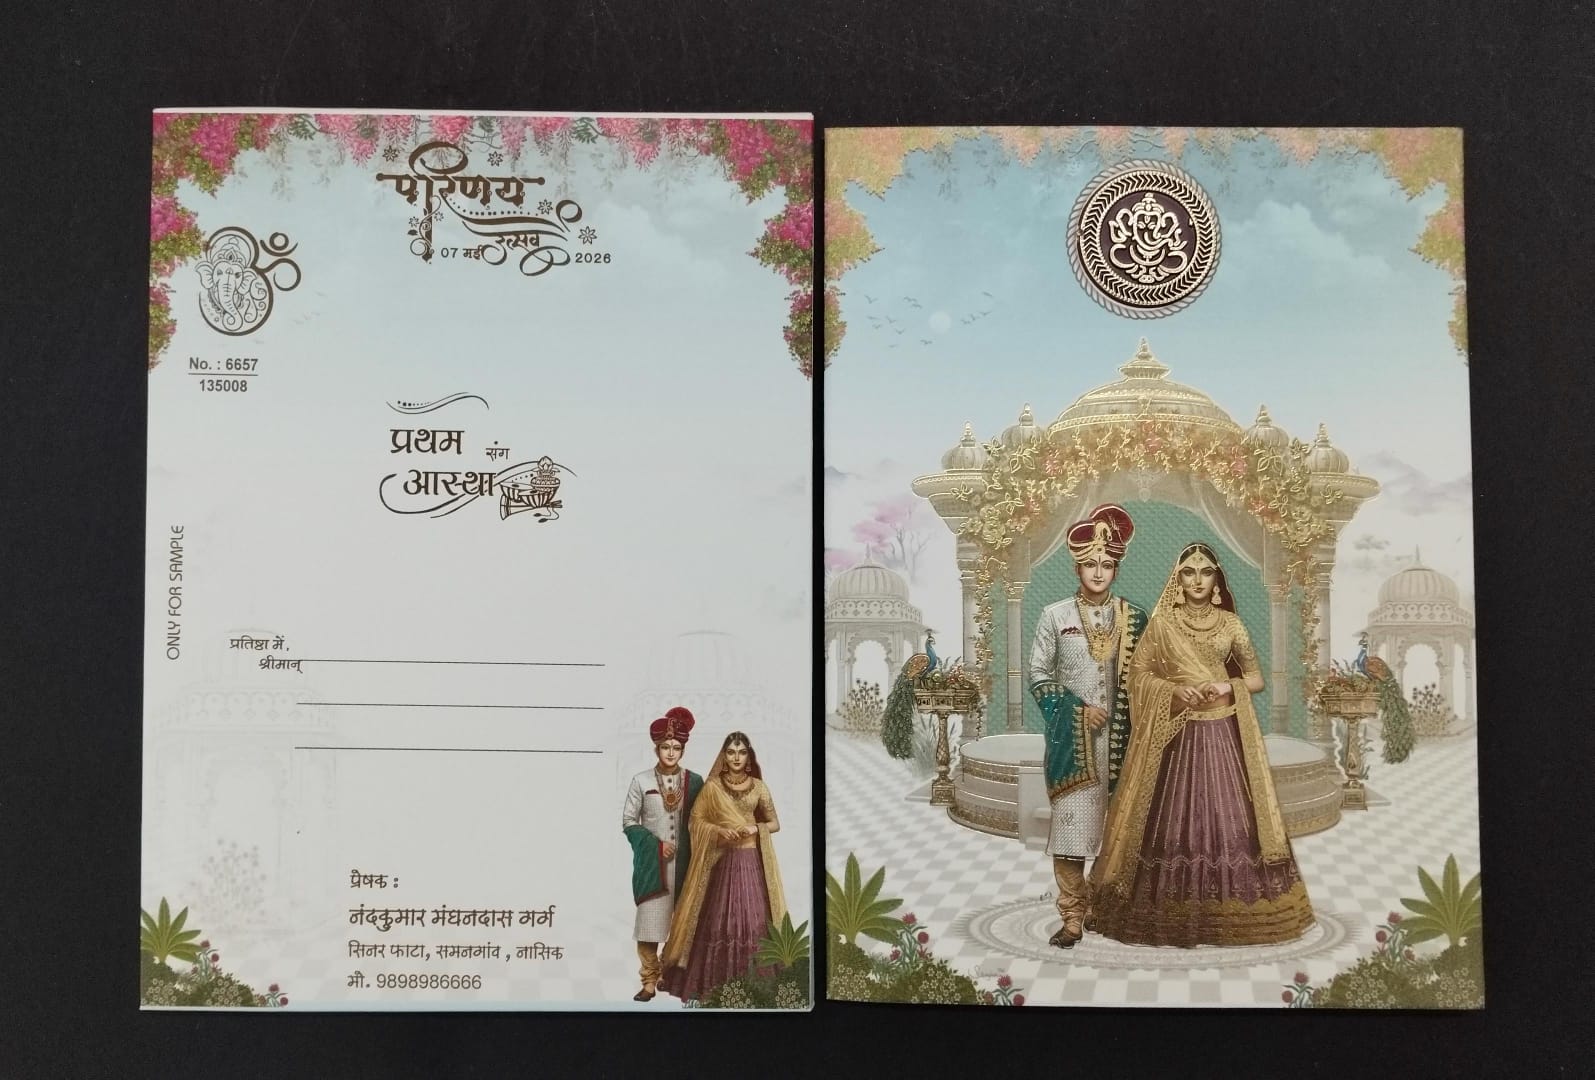 परिणय
उत्सव
07 मई 2026
No. : 6657
135008
प्रथम संग
आस्था
ONLY FOR SAMPLE
प्रतिष्ठा में,
श्रीमान्
प्रेषक :
नंदकुमार मंघनदास गर्ग
सिनर फाटा, समनगांव , नासिक
मो. 9898986666